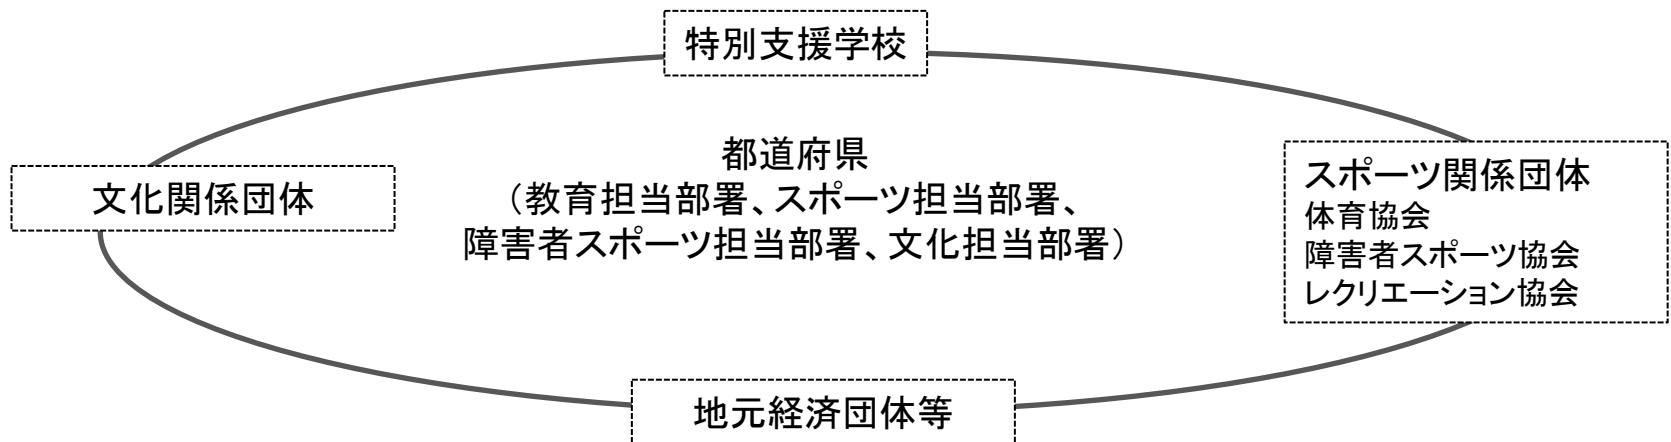 特別支援学校
都道府県
（教育担当部署、スポーツ担当部署、
障害者スポーツ担当部署、文化担当部署）
文化関係団体
スポーツ関係団体
体育協会
障害者スポーツ協会
レクリエーション協会
地元経済団体等